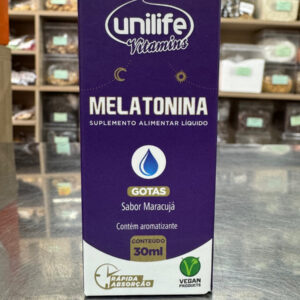 unilife
Vitamins
MELATONINA
SUPLEMENTO ALIMENTAR LÍQUIDO
GOTAS
Sabor Maracujá
Contém aromatizante
CONTEÚDO
30ml
RÁPIDA
ABSORÇÃO
VEGAN
PRODUCTS